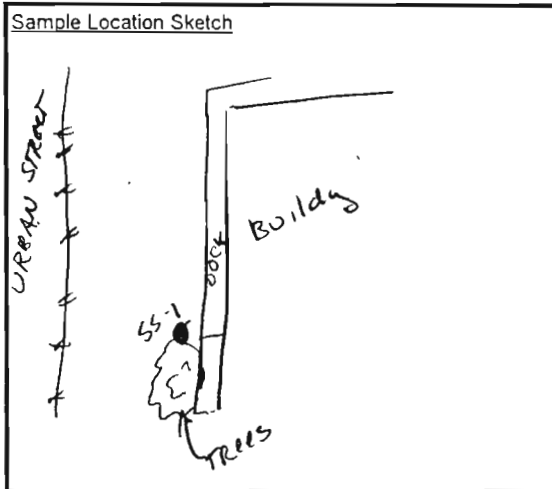 Sample Location Sketch
URBAN STREET
Building
DOCK
SS-1
TREES